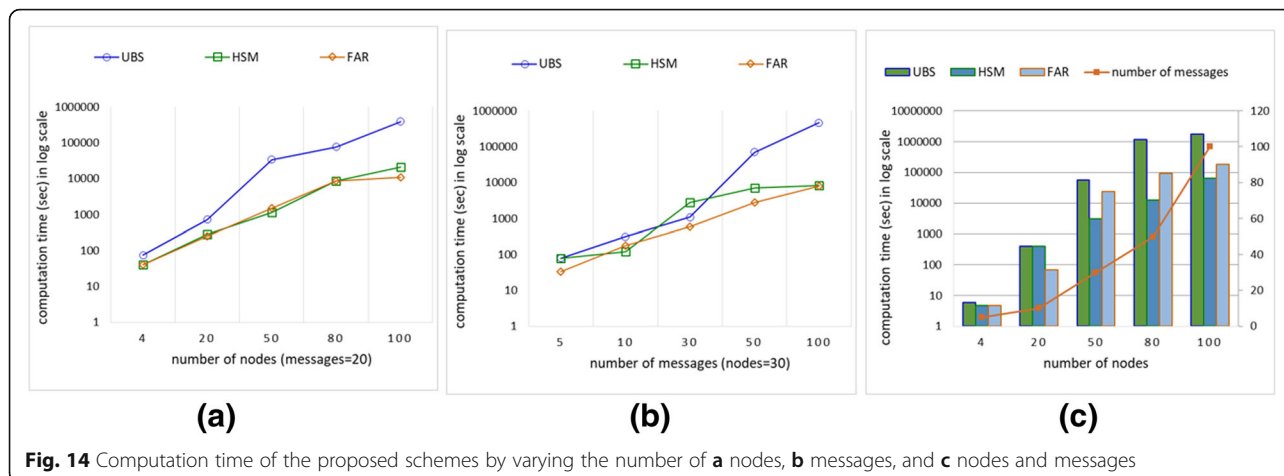 UBS HSM FAR
computation time (sec) in log scale
1000000
100000
10000
1000
100
10
1
4 20 50 80 100
number of nodes (messages=20)
(a)
UBS HSM FAR
computation time (sec) in log scale
1000000
100000
10000
1000
100
10
1
5 10 30 50 100
number of messages (nodes=30)
(b)
UBS HSM FAR number of messages
computation time (sec) in log scale
10000000
1000000
100000
10000
1000
100
10
1
120
100
80
60
40
20
0
4 20 50 80 100
number of nodes
(c)
Fig. 14 Computation time of the proposed schemes by varying the number of a nodes, b messages, and c nodes and messages